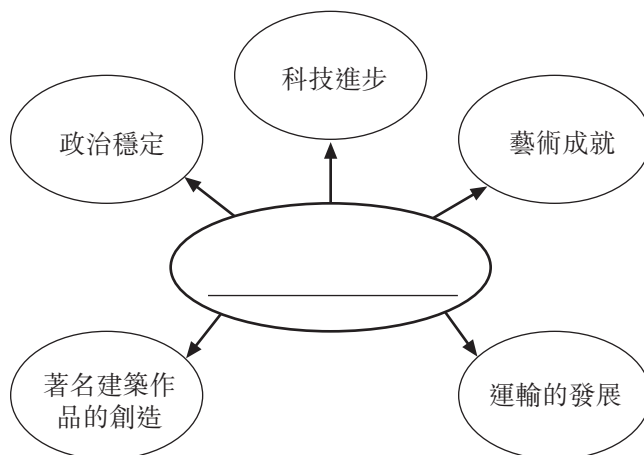 科技進步
政治穩定
藝術成就
著名建築作
品的創造
運輸的發展